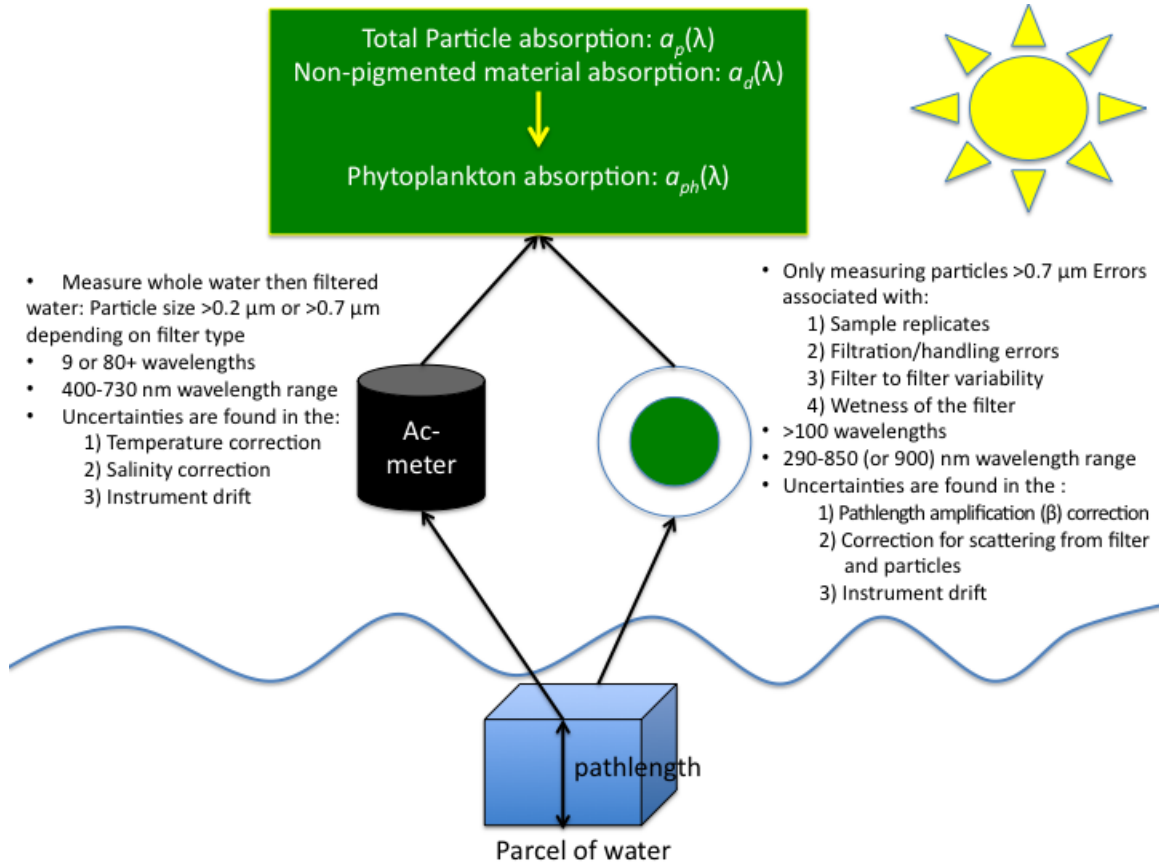 Total Particle absorption: a_p(λ)
Non-pigmented material absorption: a_d(λ)
Phytoplankton absorption: a_ph(λ)
• Measure whole water then filtered
water: Particle size >0.2 µm or >0.7 µm
depending on filter type
• 9 or 80+ wavelengths
• 400-730 nm wavelength range
• Uncertainties are found in the:
1) Temperature correction
2) Salinity correction
3) Instrument drift
Ac-
meter
• Only measuring particles >0.7 µm Errors
associated with:
1) Sample replicates
2) Filtration/handling errors
3) Filter to filter variability
4) Wetness of the filter
• >100 wavelengths
• 290-850 (or 900) nm wavelength range
• Uncertainties are found in the :
1) Pathlength amplification (β) correction
2) Correction for scattering from filter
and particles
3) Instrument drift
pathlength
Parcel of water